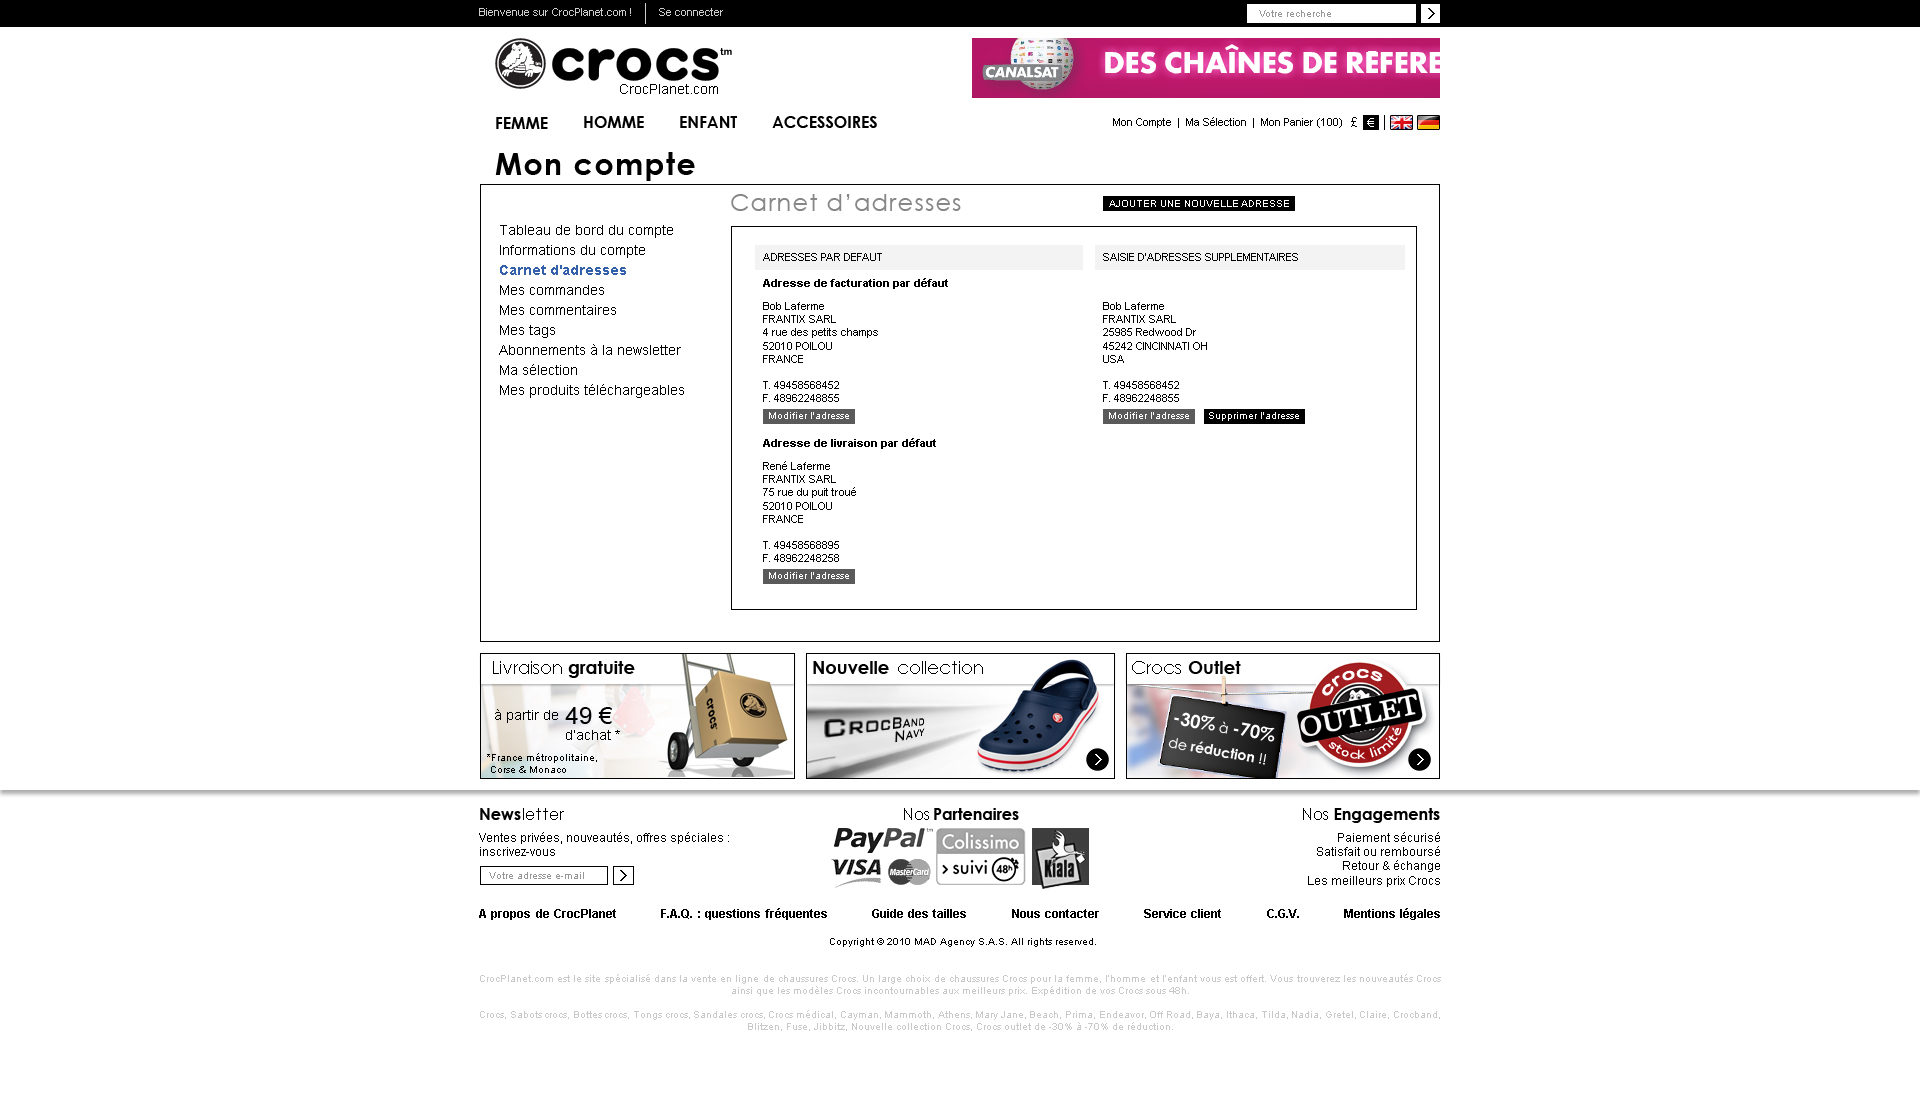 Bienvenue sur CrocPlanet.com ! | Se connecter
Votre recherche
crocs™
CrocPlanet.com
CANALSAT
DES CHAÎNES DE RÉFÉRE
FEMME HOMME ENFANT ACCESSOIRES
Mon Compte | Ma Sélection | Mon Panier (100) £ € |
Mon compte
Tableau de bord du compte
Informations du compte
Carnet d'adresses
Mes commandes
Mes commentaires
Mes tags
Abonnements à la newsletter
Ma sélection
Mes produits téléchargeables
Carnet d’adresses
AJOUTER UNE NOUVELLE ADRESSE
ADRESSES PAR DEFAUT
Adresse de facturation par défaut
Bob Laferme
FRANTIX SARL
4 rue des petits champs
52010 POILOU
FRANCE
T. 49458568452
F. 48962248855
Modifier l'adresse
Adresse de livraison par défaut
René Laferme
FRANTIX SARL
75 rue du puit troué
52010 POILOU
FRANCE
T. 49458568895
F. 48962248258
Modifier l'adresse
SAISIE D'ADRESSES SUPPLEMENTAIRES
Bob Laferme
FRANTIX SARL
25985 Redwood Dr
45242 CINCINNATI OH
USA
T. 49458568452
F. 48962248855
Modifier l'adresse Supprimer l'adresse
Livraison gratuite
à partir de 49 €
d'achat *
*France métropolitaine,
Corse & Monaco
crocs
Nouvelle collection
CROCBAND
NAVY
Crocs Outlet
-30% à -70%
de réduction !!
crocs
OUTLET
stock limité
Newsletter
Ventes privées, nouveautés, offres spéciales :
inscrivez-vous
Votre adresse e-mail
Nos Partenaires
PayPal™
VISA MasterCard
Colissimo
> suivi 48h
Kiala
Nos Engagements
Paiement sécurisé
Satisfait ou remboursé
Retour & échange
Les meilleurs prix Crocs
A propos de CrocPlanet F.A.Q. : questions fréquentes Guide des tailles Nous contacter Service client C.G.V. Mentions légales
Copyright © 2010 MAD Agency S.A.S. All rights reserved.
CrocPlanet.com est le site spécialisé dans la vente en ligne de chaussures Crocs. Un large choix de chaussures Crocs pour la femme, l'homme et l'enfant vous est offert. Vous trouverez les nouveautés Crocs
ainsi que les modèles Crocs incontournables aux meilleurs prix. Expédition de vos Crocs sous 48h.
Crocs, Sabots crocs, Bottes crocs, Tongs crocs, Sandales crocs, Crocs médical, Cayman, Mammoth, Athens, Mary Jane, Beach, Prima, Endeavor, Off Road, Baya, Ithaca, Tilda, Nadia, Gretel, Claire, Crocband,
Blitzen, Fuse, Jibbitz, Nouvelle collection Crocs, Crocs outlet de -30% à -70% de réduction.